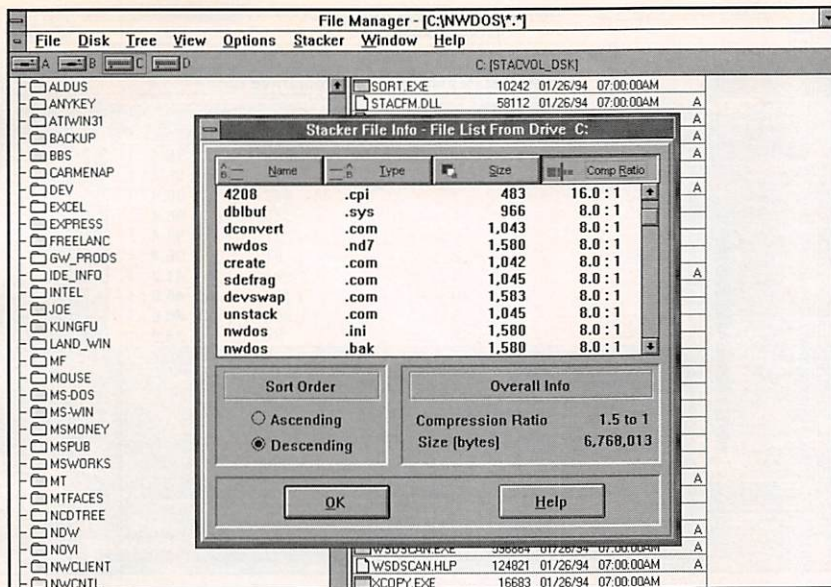 File Manager - [C:\NWDOS\*.*]
File Disk Tree View Options Stacker Window Help
A B C D C: [STACVOL_DSK]
ALDUS
ANYKEY
ATIWIN31
BACKUP
BBS
CARMENAP
DEV
EXCEL
EXPRESS
FREELANC
GW_PRODS
IDE_INFO
INTEL
JOE
KUNGFU
LAND_WIN
MF
MOUSE
MS-DOS
MS-WIN
MSMONEY
MSPUB
MSWORKS
MT
MTFACES
NCDTREE
NDW
NOVI
NWCLIENT
NWCNTL
SORT.EXE 10242 01/26/94 07:00:00AM
STACFM.DLL 58112 01/26/94 07:00:00AM A
A
A
A
A
A
A
A
Stacker File Info - File List From Drive C:
A B Name A B Type Size Comp Ratio
4208 .cpi 483 16.0 : 1
dblbuf .sys 966 8.0 : 1
dconvert .com 1,043 8.0 : 1
nwdos .nd7 1,580 8.0 : 1
create .com 1,042 8.0 : 1
sdefrag .com 1,045 8.0 : 1
devswap .com 1,583 8.0 : 1
unstack .com 1,045 8.0 : 1
nwdos .ini 1,580 8.0 : 1
nwdos .bak 1,580 8.0 : 1
Sort Order
Ascending
Descending
Overall Info
Compression Ratio 1.5 to 1
Size (bytes) 6,768,013
OK Help
WSDSCAN.EXE 01/26/94 07:00:00AM A
WSDSCAN.HLP 124821 01/26/94 07:00:00AM A
XCOPY.EXE 16683 01/26/94 07:00:00AM